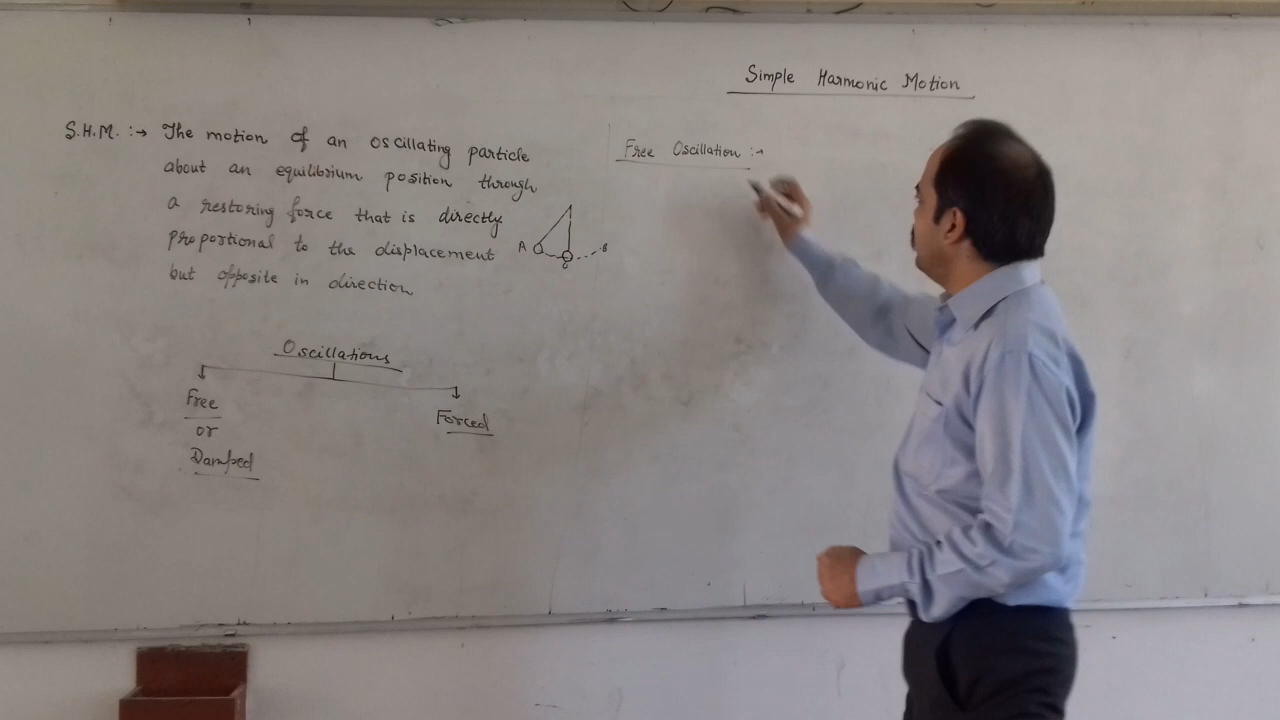 Simple Harmonic Motion
S.H.M. :→ The motion of an oscillating particle
about an equilibrium position through
a restoring force that is directly
proportional to the displacement
but opposite in direction
A
B
Oscillations
Free
or
Damped
Forced
Free Oscillation :→